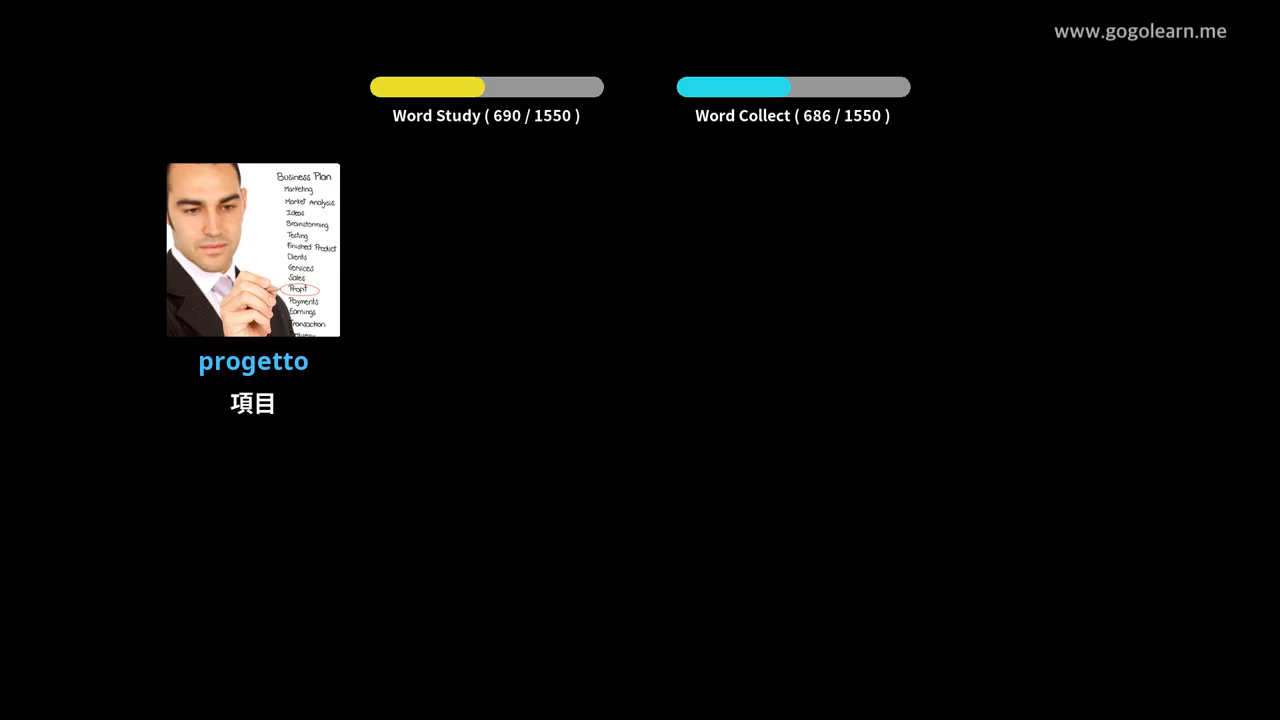 www.gogolearn.me
Word Study ( 690 / 1550 )
Word Collect ( 686 / 1550 )
Business Plan
Marketing
Market Analysis
Ideas
Brainstorming
Testing
Finished Product
Clients
Services
Sales
Profit
Payments
Earnings
Transaction
progetto
項目